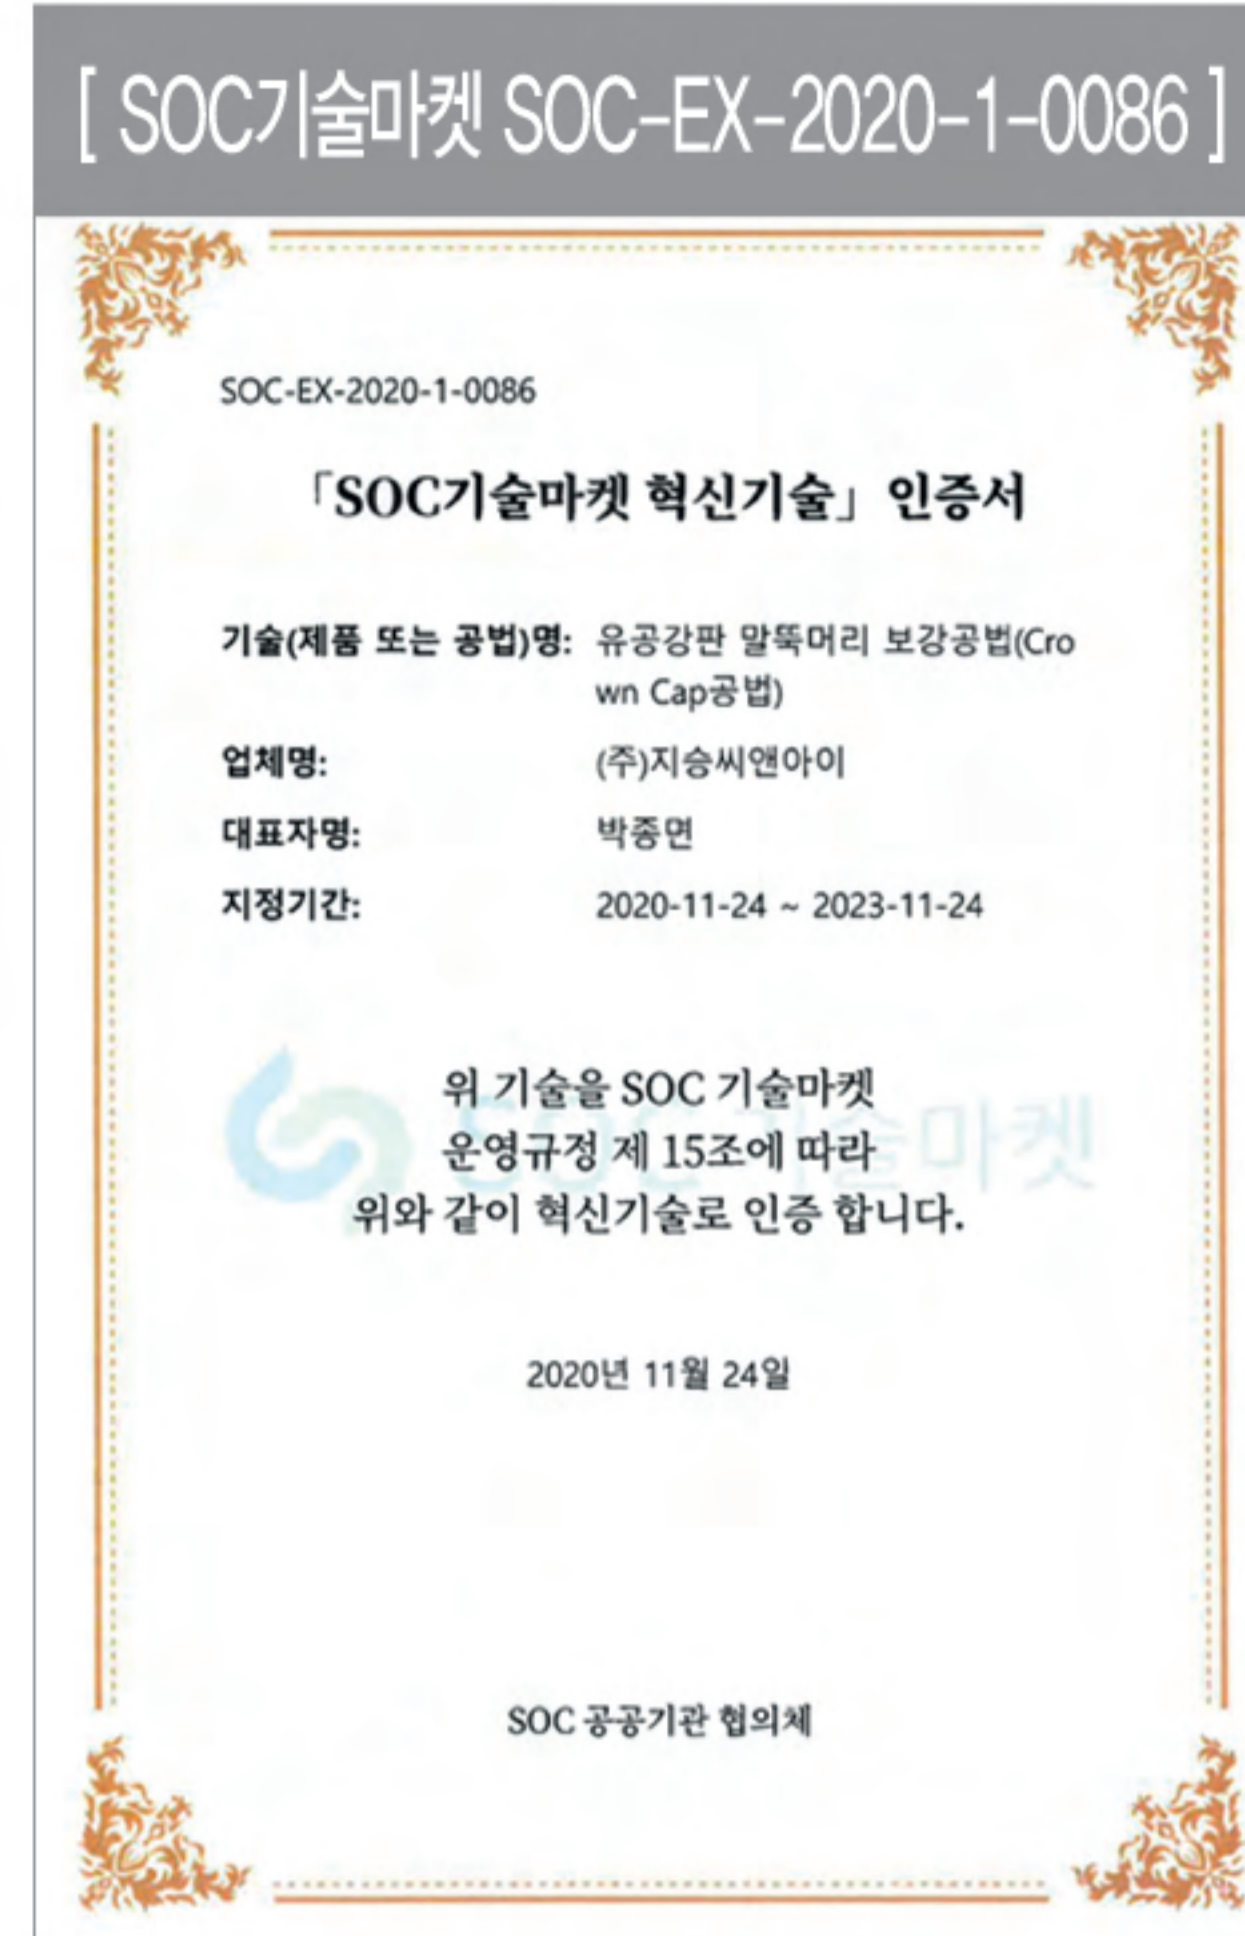 [ SOC기술마켓 SOC-EX-2020-1-0086 ]
SOC-EX-2020-1-0086
「SOC기술마켓 혁신기술」 인증서
기술(제품 또는 공법)명: 유공강판 말뚝머리 보강공법(Cro
wn Cap공법)
업체명: (주)지승씨앤아이
대표자명: 박종면
지정기간: 2020-11-24 ~ 2023-11-24
SOC 기술마켓
위 기술을 SOC 기술마켓
운영규정 제 15조에 따라
위와 같이 혁신기술로 인증 합니다.
2020년 11월 24일
SOC 공공기관 협의체